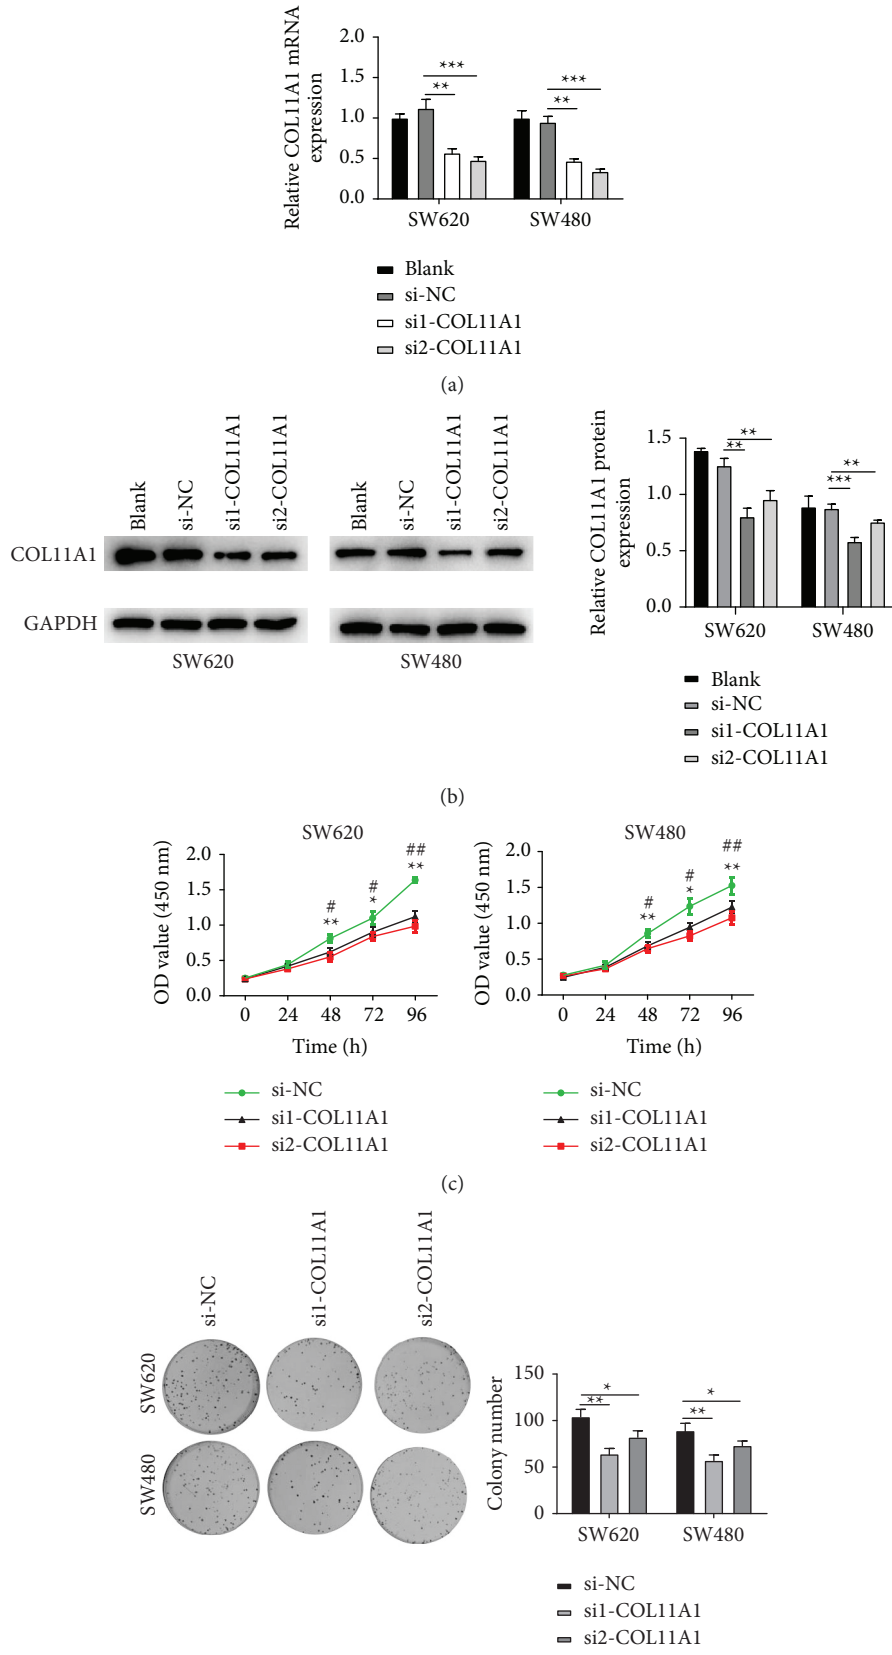 Relative COL11A1 mRNA
expression
2.0
1.5
1.0
0.5
0.0
***
**
***
**
SW620 SW480
Blank
si-NC
si1-COL11A1
si2-COL11A1
(a)
Blank
si-NC
si1-COL11A1
si2-COL11A1
Blank
si-NC
si1-COL11A1
si2-COL11A1
COL11A1
GAPDH
SW620
SW480
Relative COL11A1 protein
expression
1.5
1.0
0.5
0.0
**
**
**
***
SW620 SW480
Blank
si-NC
si1-COL11A1
si2-COL11A1
(b)
SW620
OD value (450 nm)
2.0
1.5
1.0
0.5
0.0
#
**
#
*
##
**
0 24 48 72 96
Time (h)
si-NC
si1-COL11A1
si2-COL11A1
SW480
OD value (450 nm)
2.0
1.5
1.0
0.5
0.0
#
**
#
*
##
**
0 24 48 72 96
Time (h)
si-NC
si1-COL11A1
si2-COL11A1
(c)
si-NC
si1-COL11A1
si2-COL11A1
SW620
SW480
Colony number
150
100
50
0
*
**
*
**
SW620 SW480
si-NC
si1-COL11A1
si2-COL11A1